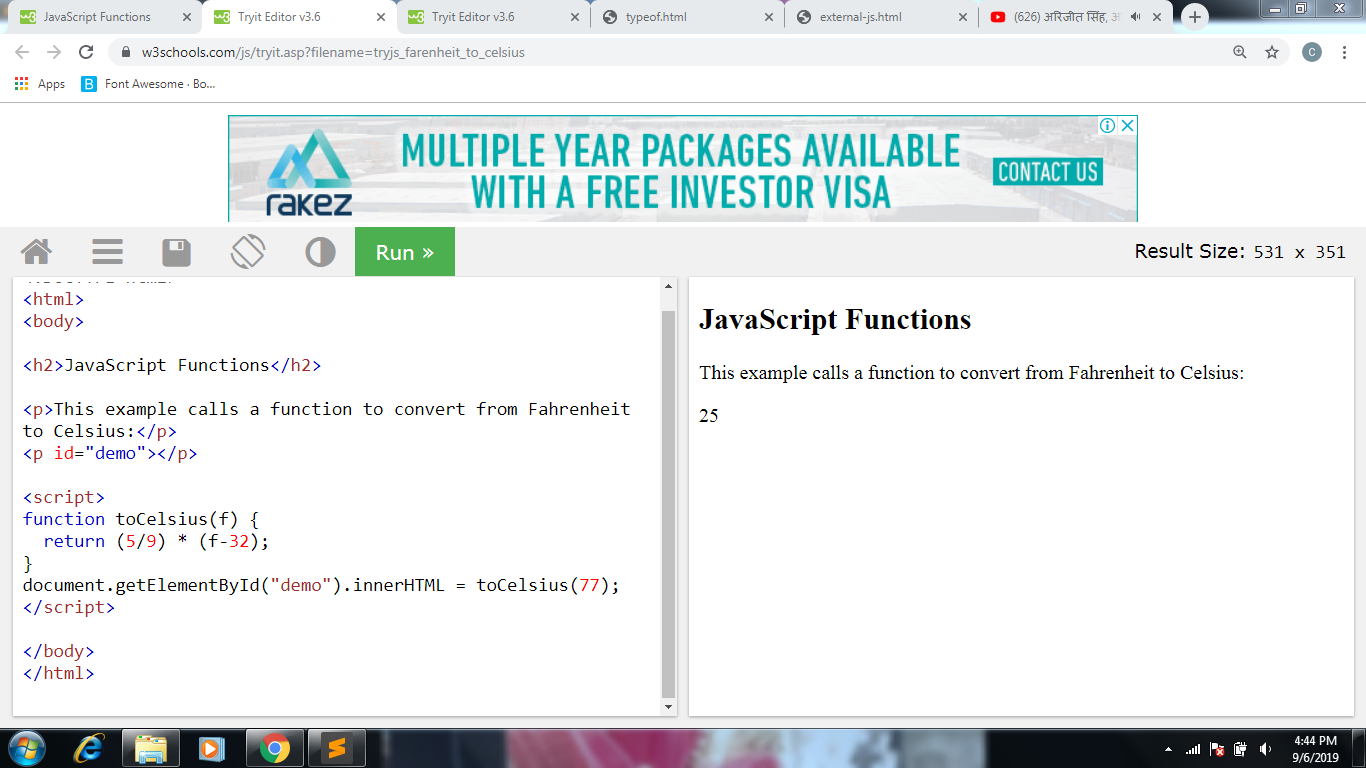 JavaScript Functions
Tryit Editor v3.6
Tryit Editor v3.6
typeof.html
external-js.html
(626) अरिजीत सिंह,
w3schools.com/js/tryit.asp?filename=tryjs_farenheit_to_celsius
C
Apps
B
Font Awesome · Bo...
rakez
MULTIPLE YEAR PACKAGES AVAILABLE
WITH A FREE INVESTOR VISA
CONTACT US
Run »
Result Size: 531 x 351
<html>
<body>
<h2>JavaScript Functions</h2>
<p>This example calls a function to convert from Fahrenheit
to Celsius:</p>
<p id="demo"></p>
<script>
function toCelsius(f) {
  return (5/9) * (f-32);
}
document.getElementById("demo").innerHTML = toCelsius(77);
</script>
</body>
</html>
JavaScript Functions
This example calls a function to convert from Fahrenheit to Celsius:
25
4:44 PM
9/6/2019